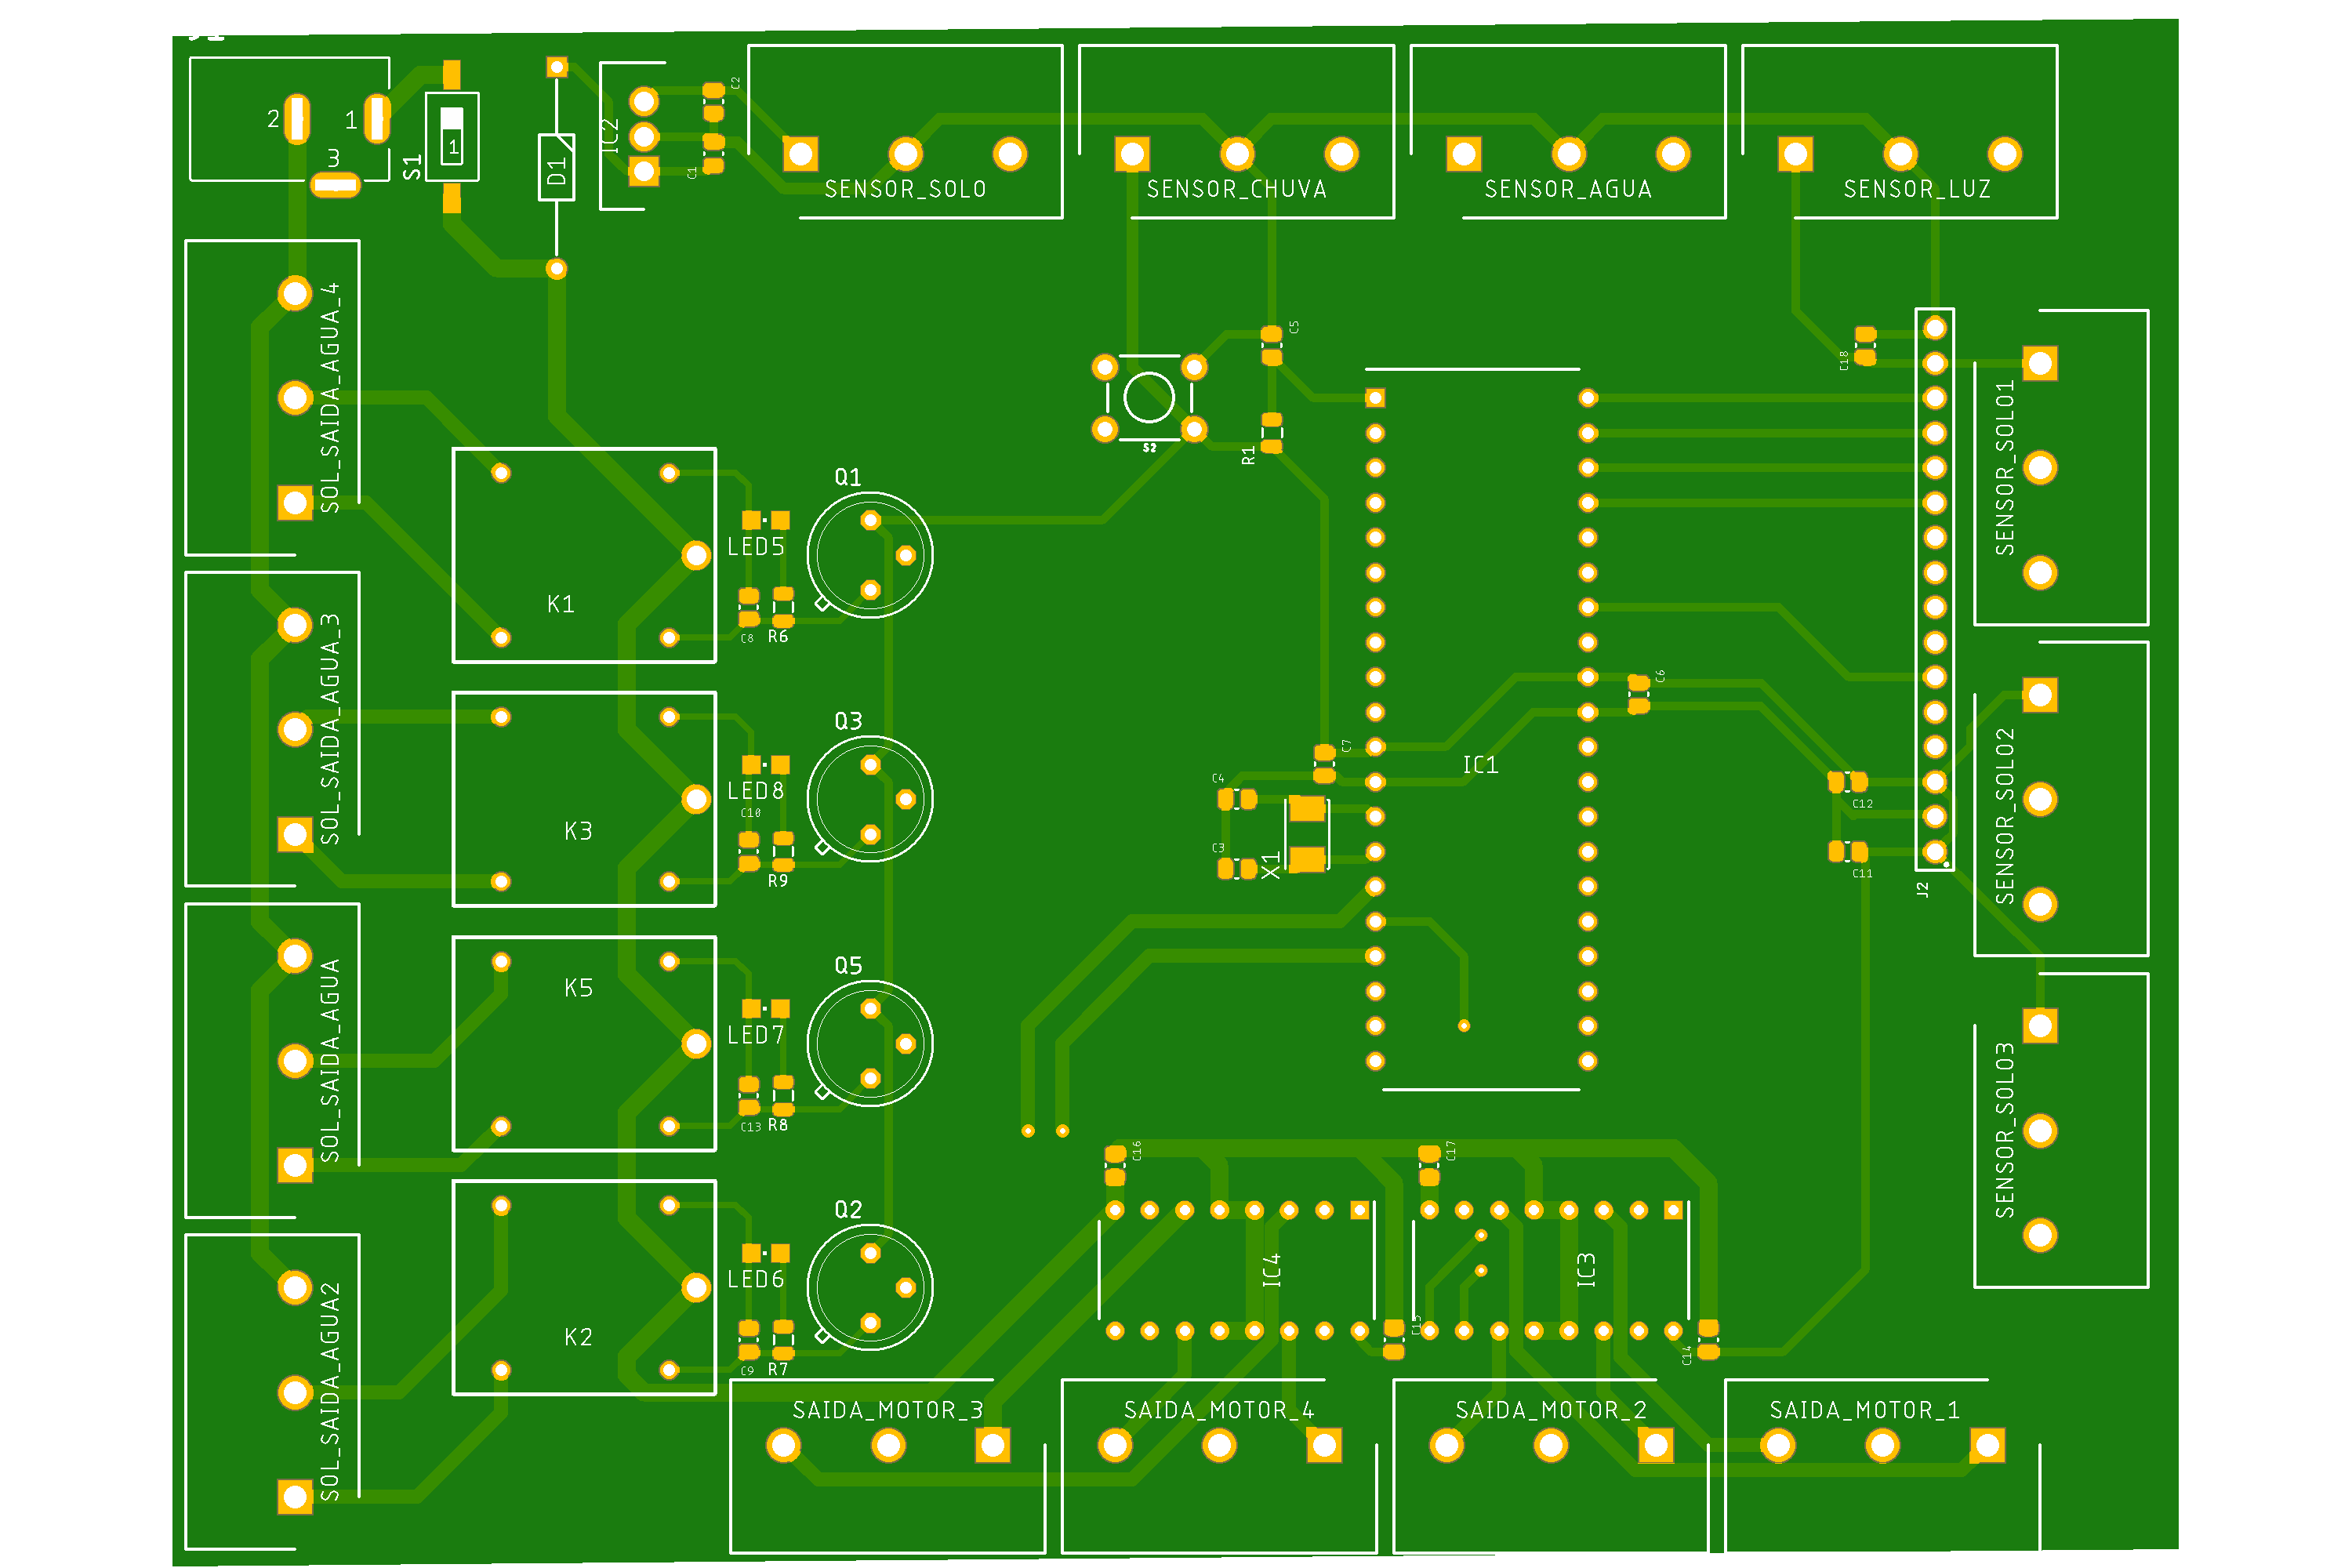 2
1
3
S1
1
D1
IC2
C2
C1
SENSOR_SOLO
SENSOR_CHUVA
SENSOR_AGUA
SENSOR_LUZ
SOL_SAIDA_AGUA_4
C5
S2
R1
C18
SENSOR_SOLO1
Q1
LED5
K1
C8
R6
SOL_SAIDA_AGUA_3
Q3
LED8
C10
K3
R9
C7
C4
C3
X1
IC1
C6
C12
C11
J2
SENSOR_SOLO2
SOL_SAIDA_AGUA
Q5
K5
LED7
C13
R8
C16
C17
SENSOR_SOLO3
SOL_SAIDA_AGUA2
Q2
LED6
K2
C9
R7
IC4
C15
IC3
C14
SAIDA_MOTOR_3
SAIDA_MOTOR_4
SAIDA_MOTOR_2
SAIDA_MOTOR_1